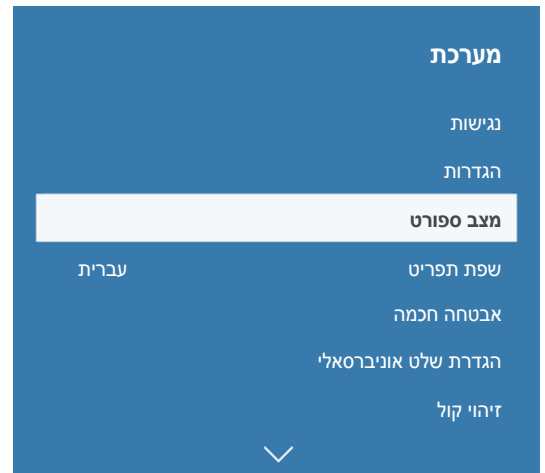 מערכת
נגישות
הגדרות
מצב ספורט
שפת תפריט עברית
אבטחה חכמה
הגדרת שלט אוניברסאלי
זיהוי קול